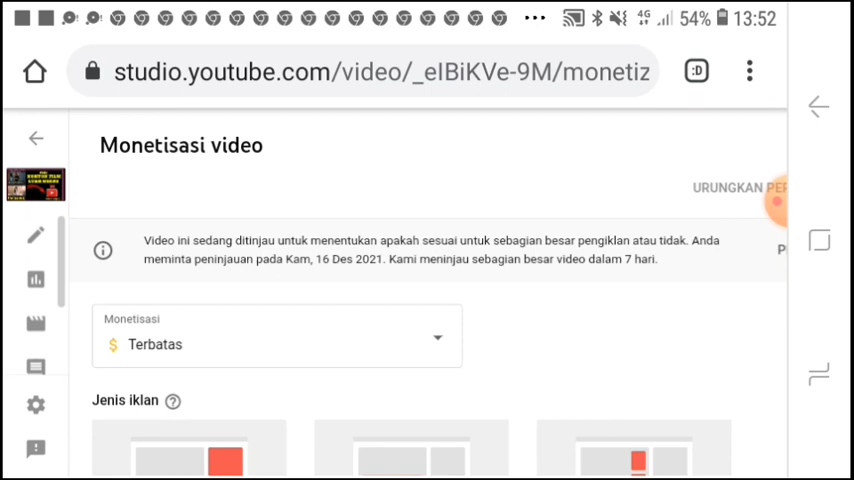 4G 54% 13:52
studio.youtube.com/video/_eIBiKVe-9M/monetiz :D
Monetisasi video
URUNGKAN PER
Video ini sedang ditinjau untuk menentukan apakah sesuai untuk sebagian besar pengiklan atau tidak. Anda
meminta peninjauan pada Kam, 16 Des 2021. Kami meninjau sebagian besar video dalam 7 hari.
Monetisasi
$ Terbatas
Jenis iklan ?